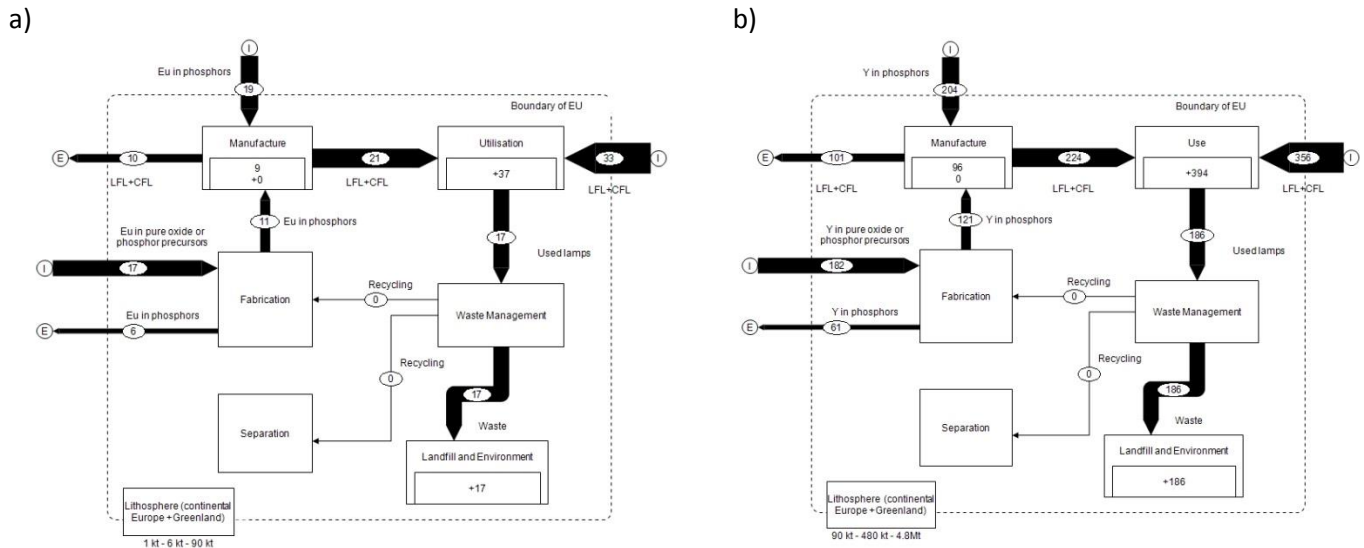 a)
I
Eu in phosphors
19
Boundary of EU
Manufacture
9
+0
E
10
LFL+CFL
21
LFL+CFL
Utilisation
+37
33
I
LFL+CFL
11
Eu in phosphors
Eu in pure oxide or
phosphor precursors
I
17
17
Used lamps
Fabrication
Recycling
0
Waste Management
Eu in phosphors
E
6
Recycling
0
17
Separation
Waste
Landfill and Environment
+17
Lithosphere (continental
Europe +Greenland)
1 kt - 6 kt - 90 kt
b)
I
Y in phosphors
204
Boundary of EU
Manufacture
96
0
E
101
LFL+CFL
224
LFL+CFL
Use
+394
356
I
LFL+CFL
121
Y in phosphors
Y in pure oxide or
phosphor precursors
I
182
186
Used lamps
Fabrication
Recycling
0
Waste Management
Y in phosphors
E
61
Recycling
0
186
Separation
Waste
Landfill and Environment
+186
Lithosphere (continental
Europe +Greenland)
90 kt - 480 kt - 4.8Mt